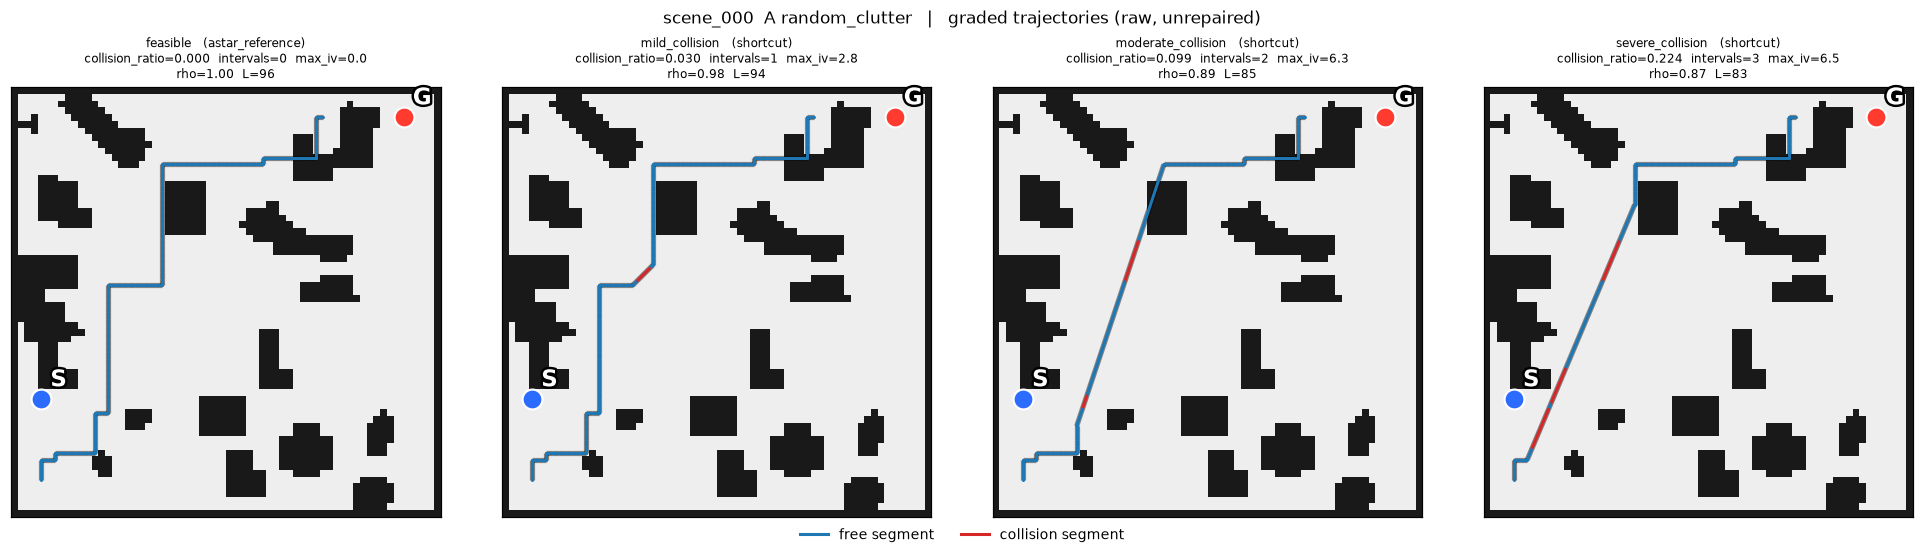 scene_000  A random_clutter   |   graded trajectories (raw, unrepaired)
feasible   (astar_reference)
collision_ratio=0.000  intervals=0  max_iv=0.0
rho=1.00  L=96
mild_collision   (shortcut)
collision_ratio=0.030  intervals=1  max_iv=2.8
rho=0.98  L=94
moderate_collision   (shortcut)
collision_ratio=0.099  intervals=2  max_iv=6.3
rho=0.89  L=85
severe_collision   (shortcut)
collision_ratio=0.224  intervals=3  max_iv=6.5
rho=0.87  L=83
G
G
G
G
S
S
S
S
free segment
collision segment